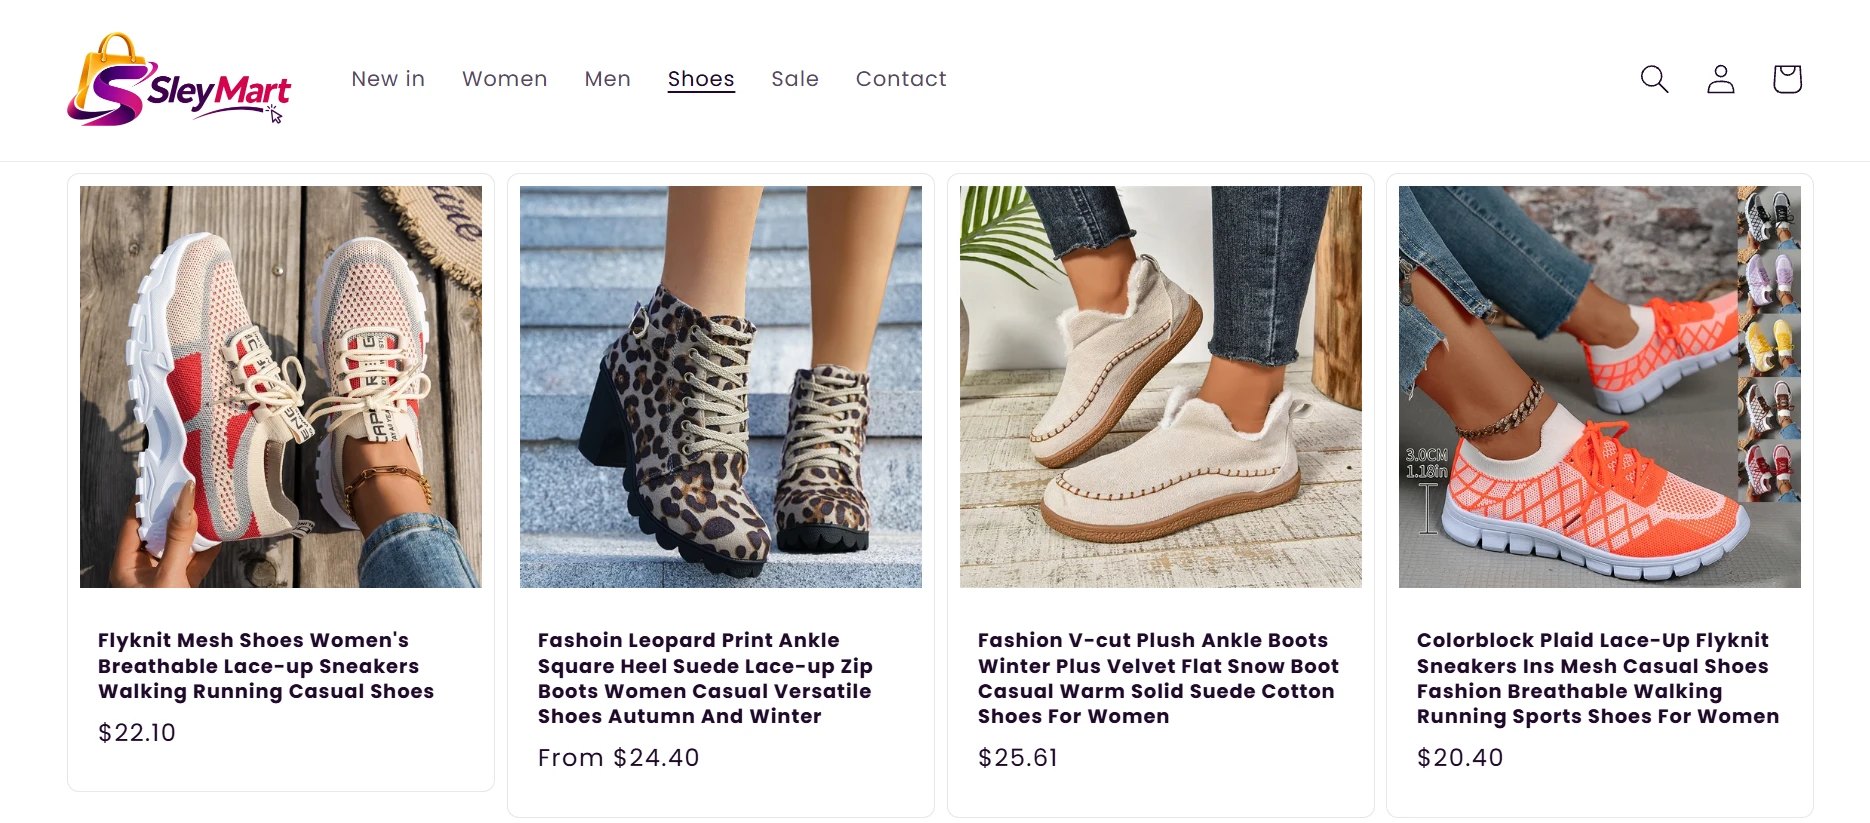 SleyMart
New in
Women
Men
Shoes
Sale
Contact
3.0CM
1.18in
Flyknit Mesh Shoes Women's
Breathable Lace-up Sneakers
Walking Running Casual Shoes
$22.10
Fashoin Leopard Print Ankle
Square Heel Suede Lace-up Zip
Boots Women Casual Versatile
Shoes Autumn And Winter
From $24.40
Fashion V-cut Plush Ankle Boots
Winter Plus Velvet Flat Snow Boot
Casual Warm Solid Suede Cotton
Shoes For Women
$25.61
Colorblock Plaid Lace-Up Flyknit
Sneakers Ins Mesh Casual Shoes
Fashion Breathable Walking
Running Sports Shoes For Women
$20.40